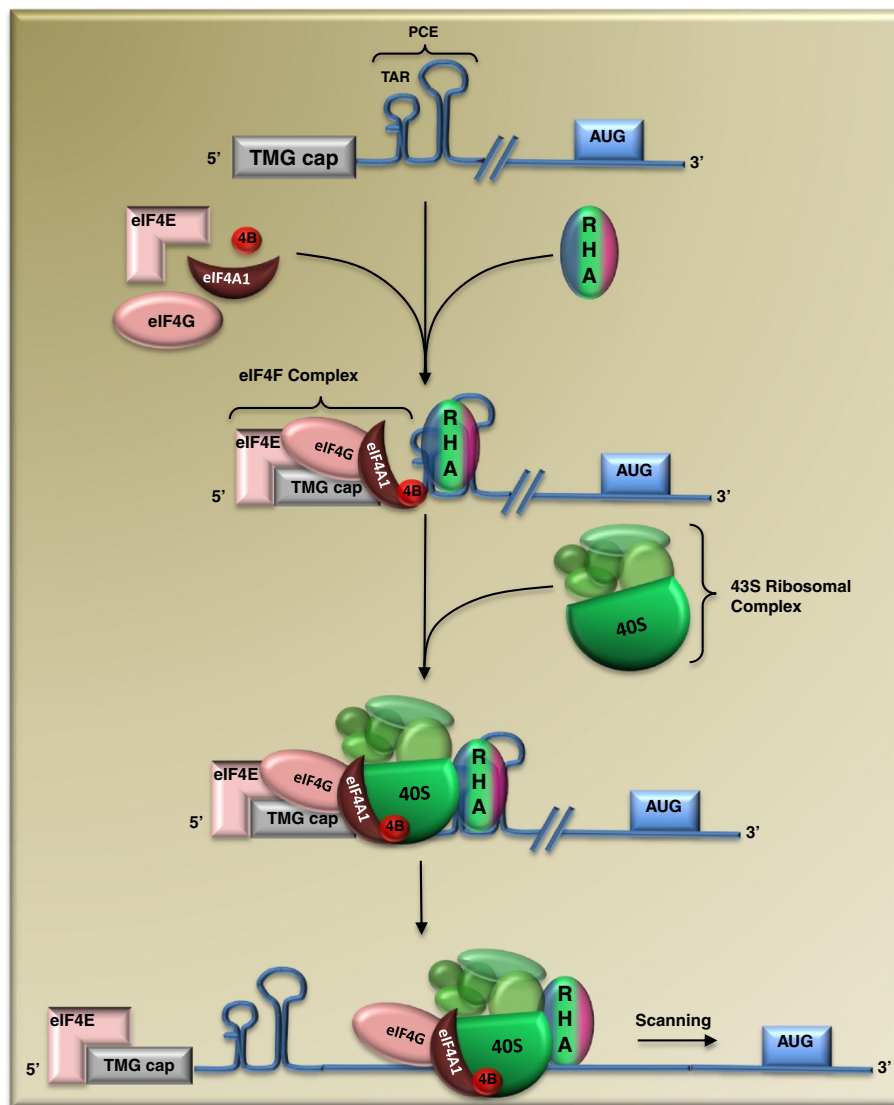 PCE
TAR
AUG
5’ TMG cap 3’
eIF4E
4B
eIF4A1
eIF4G
R
H
A
eIF4F Complex
R
H
A
eIF4E
eIF4G
eIF4A1
4B
TMG cap
AUG
5’ 3’
43S Ribosomal
Complex
40S
R
H
A
eIF4E
eIF4G
eIF4A1
40S
4B
TMG cap
AUG
5’ 3’
R
H
A
Scanning
eIF4E
eIF4G
eIF4A1
40S
4B
AUG
5’ TMG cap 3’